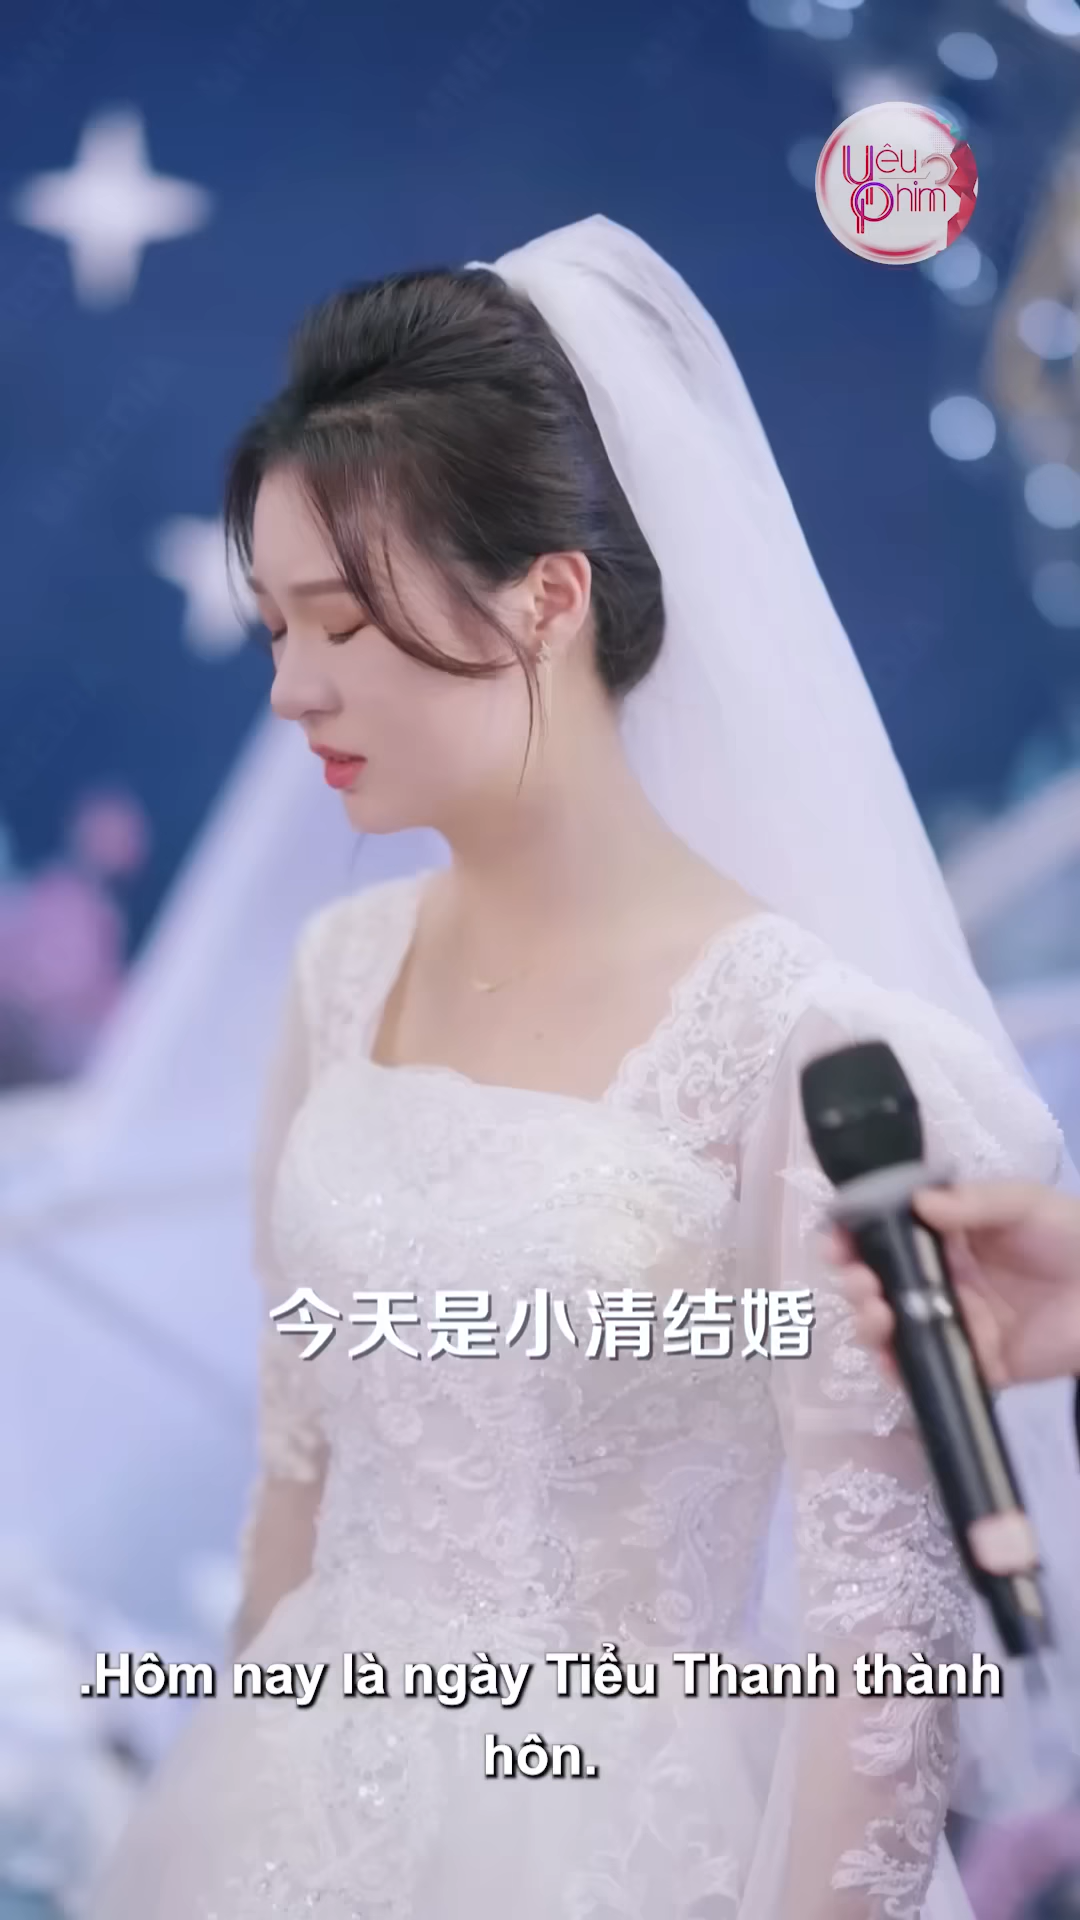 Yêu
Phim
今天是小清结婚
.Hôm nay là ngày Tiểu Thanh thành
hôn.